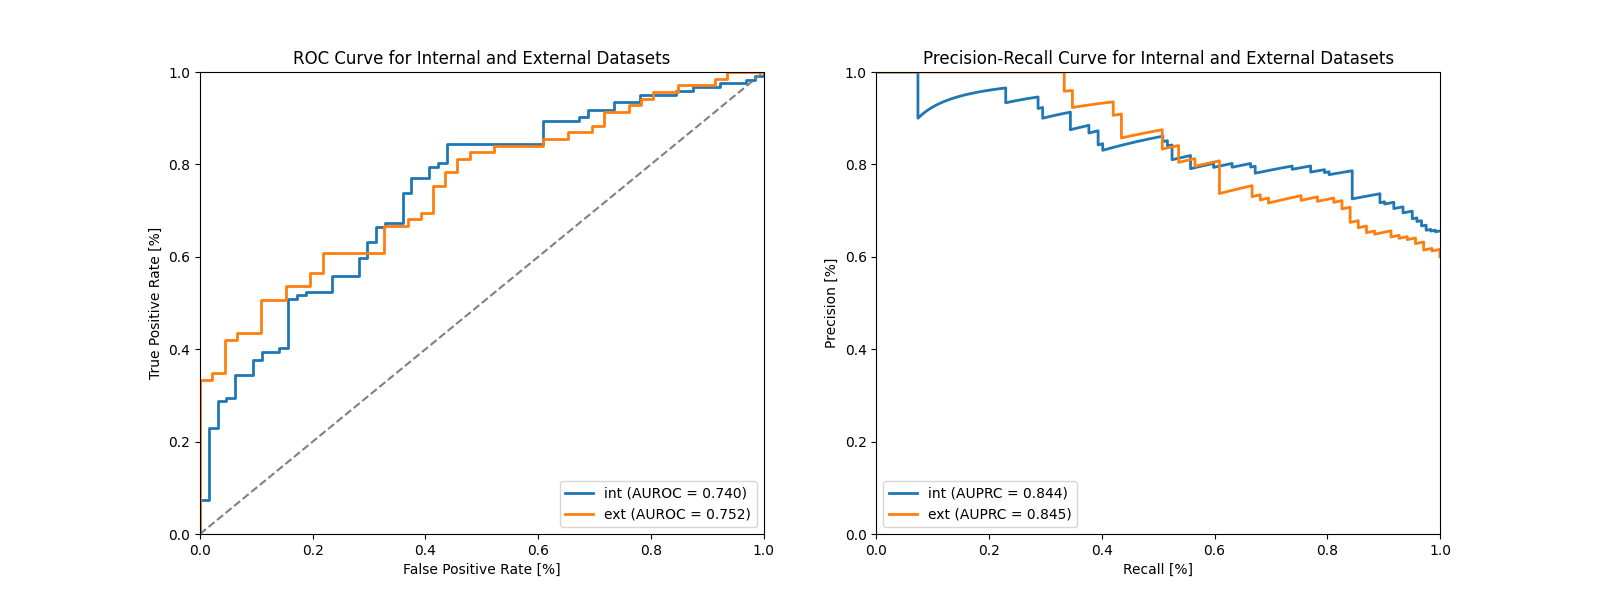 ROC Curve for Internal and External Datasets
1.0
0.8
0.6
0.4
0.2
0.0
True Positive Rate [%]
0.0 0.2 0.4 0.6 0.8 1.0
False Positive Rate [%]
int (AUROC = 0.740)
ext (AUROC = 0.752)
Precision-Recall Curve for Internal and External Datasets
1.0
0.8
0.6
0.4
0.2
0.0
Precision [%]
0.0 0.2 0.4 0.6 0.8 1.0
Recall [%]
int (AUPRC = 0.844)
ext (AUPRC = 0.845)